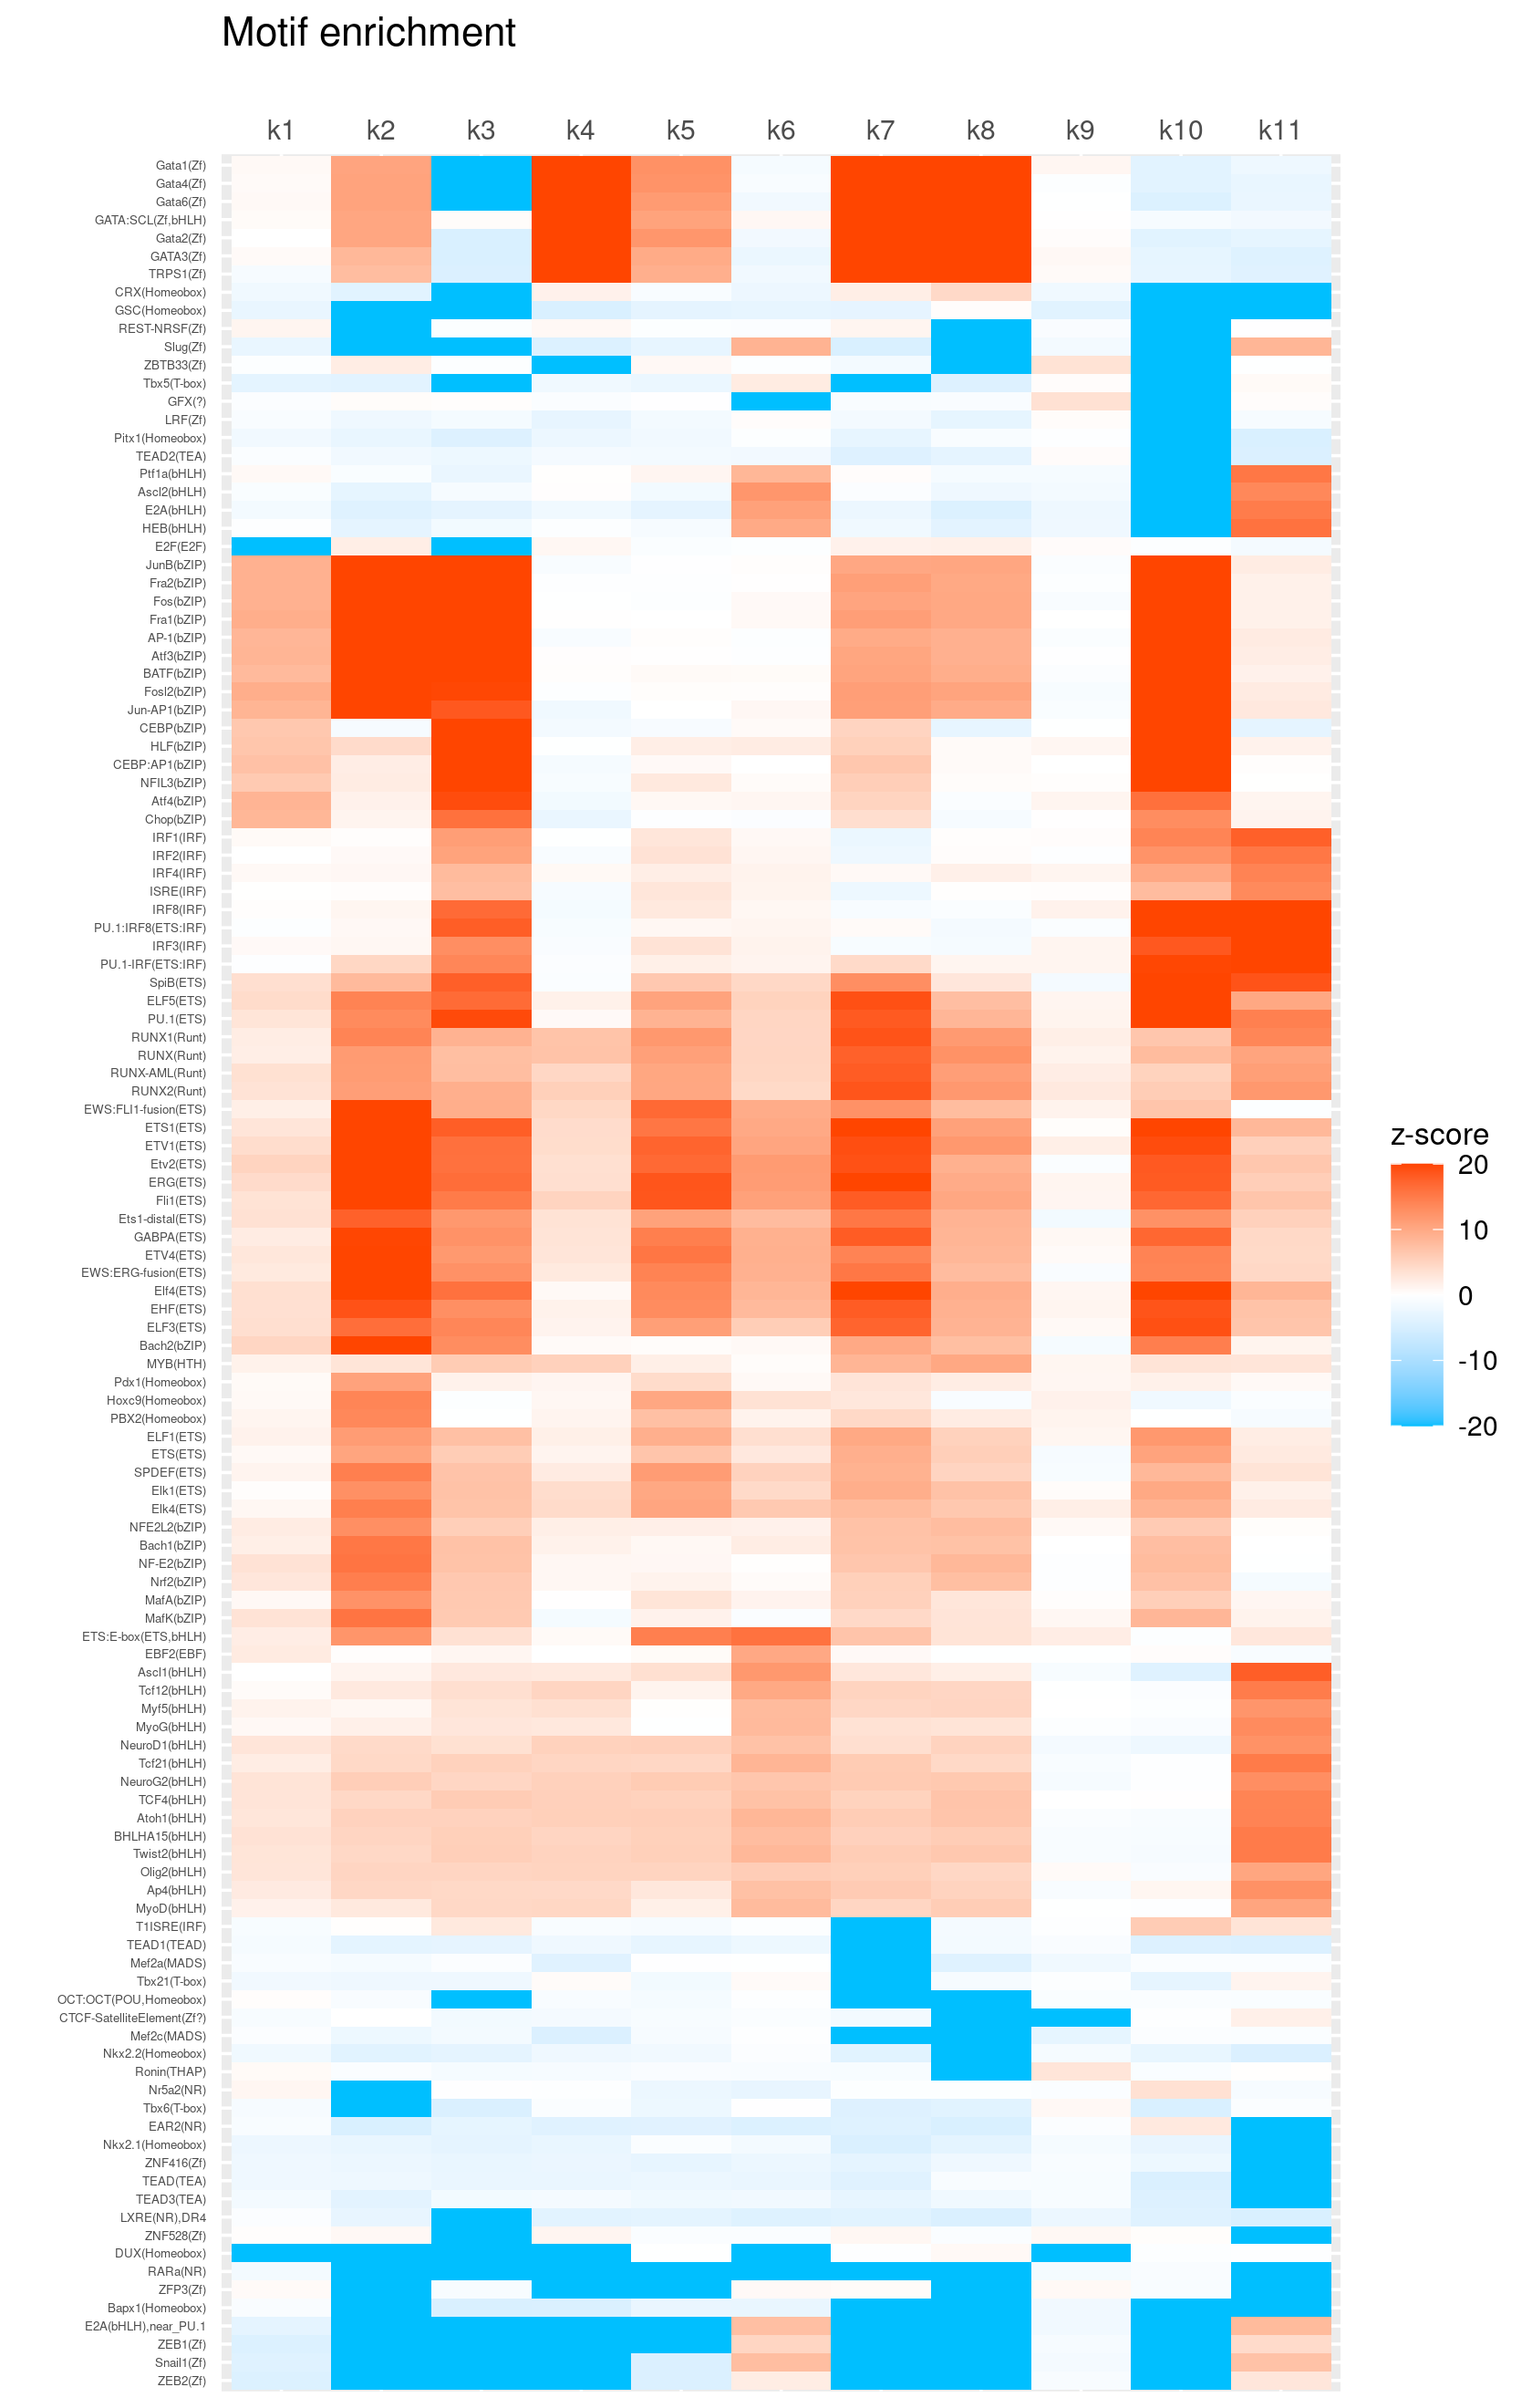 Motif enrichment
k1 k2 k3 k4 k5 k6 k7 k8 k9 k10 k11
Gata1(Zf)
Gata4(Zf)
Gata6(Zf)
GATA:SCL(Zf,bHLH)
Gata2(Zf)
GATA3(Zf)
TRPS1(Zf)
CRX(Homeobox)
GSC(Homeobox)
REST-NRSF(Zf)
Slug(Zf)
ZBTB33(Zf)
Tbx5(T-box)
GFX(?)
LRF(Zf)
Pitx1(Homeobox)
TEAD2(TEA)
Ptf1a(bHLH)
Ascl2(bHLH)
E2A(bHLH)
HEB(bHLH)
E2F(E2F)
JunB(bZIP)
Fra2(bZIP)
Fos(bZIP)
Fra1(bZIP)
AP-1(bZIP)
Atf3(bZIP)
BATF(bZIP)
Fosl2(bZIP)
Jun-AP1(bZIP)
CEBP(bZIP)
HLF(bZIP)
CEBP:AP1(bZIP)
NFIL3(bZIP)
Atf4(bZIP)
Chop(bZIP)
IRF1(IRF)
IRF2(IRF)
IRF4(IRF)
ISRE(IRF)
IRF8(IRF)
PU.1:IRF8(ETS:IRF)
IRF3(IRF)
PU.1-IRF(ETS:IRF)
SpiB(ETS)
ELF5(ETS)
PU.1(ETS)
RUNX1(Runt)
RUNX(Runt)
RUNX-AML(Runt)
RUNX2(Runt)
EWS:FLI1-fusion(ETS)
ETS1(ETS)
ETV1(ETS)
Etv2(ETS)
ERG(ETS)
Fli1(ETS)
Ets1-distal(ETS)
GABPA(ETS)
ETV4(ETS)
EWS:ERG-fusion(ETS)
Elf4(ETS)
EHF(ETS)
ELF3(ETS)
Bach2(bZIP)
MYB(HTH)
Pdx1(Homeobox)
Hoxc9(Homeobox)
PBX2(Homeobox)
ELF1(ETS)
ETS(ETS)
SPDEF(ETS)
Elk1(ETS)
Elk4(ETS)
NFE2L2(bZIP)
Bach1(bZIP)
NF-E2(bZIP)
Nrf2(bZIP)
MafA(bZIP)
MafK(bZIP)
ETS:E-box(ETS,bHLH)
EBF2(EBF)
Ascl1(bHLH)
Tcf12(bHLH)
Myf5(bHLH)
MyoG(bHLH)
NeuroD1(bHLH)
Tcf21(bHLH)
NeuroG2(bHLH)
TCF4(bHLH)
Atoh1(bHLH)
BHLHA15(bHLH)
Twist2(bHLH)
Olig2(bHLH)
Ap4(bHLH)
MyoD(bHLH)
T1ISRE(IRF)
TEAD1(TEAD)
Mef2a(MADS)
Tbx21(T-box)
OCT:OCT(POU,Homeobox)
CTCF-SatelliteElement(Zf?)
Mef2c(MADS)
Nkx2.2(Homeobox)
Ronin(THAP)
Nr5a2(NR)
Tbx6(T-box)
EAR2(NR)
Nkx2.1(Homeobox)
ZNF416(Zf)
TEAD(TEA)
TEAD3(TEA)
LXRE(NR),DR4
ZNF528(Zf)
DUX(Homeobox)
RARa(NR)
ZFP3(Zf)
Bapx1(Homeobox)
E2A(bHLH),near_PU.1
ZEB1(Zf)
Snail1(Zf)
ZEB2(Zf)
z-score
20
10
0
-10
-20